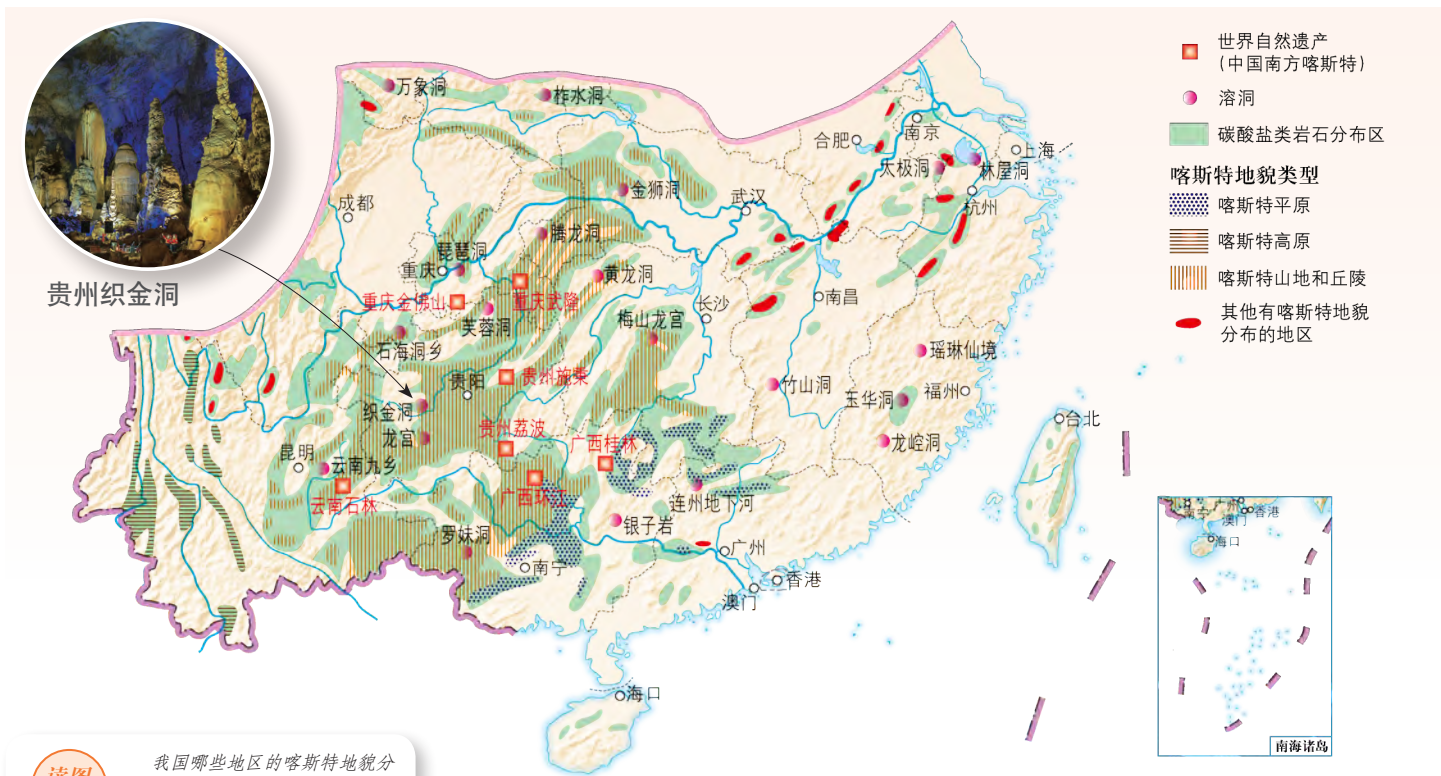 世界自然遗产
(中国南方喀斯特)
溶洞
碳酸盐类岩石分布区
喀斯特地貌类型
喀斯特平原
喀斯特高原
喀斯特山地和丘陵
其他有喀斯特地貌
分布的地区
贵州织金洞
万象洞
柞水洞
南京
合肥
上海
太极洞
林屋洞
金狮洞
武汉
杭州
成都
腾龙洞
琵琶洞
重庆
黄龙洞
重庆金佛山
重庆武隆
南昌
长沙
芙蓉洞
梅山龙宫
石海洞乡
瑶琳仙境
贵阳
贵州施秉
竹山洞
福州
玉华洞
织金洞
台北
贵州荔波
龙宫
广西桂林
龙崆洞
昆明
云南九乡
云南石林
广西环江
连州地下河
银子岩
罗妹洞
广州
南宁
香港
澳门
海口
南宁
广州
澳门
香港
海口
南海诸岛
读图
我国哪些地区的喀斯特地貌分